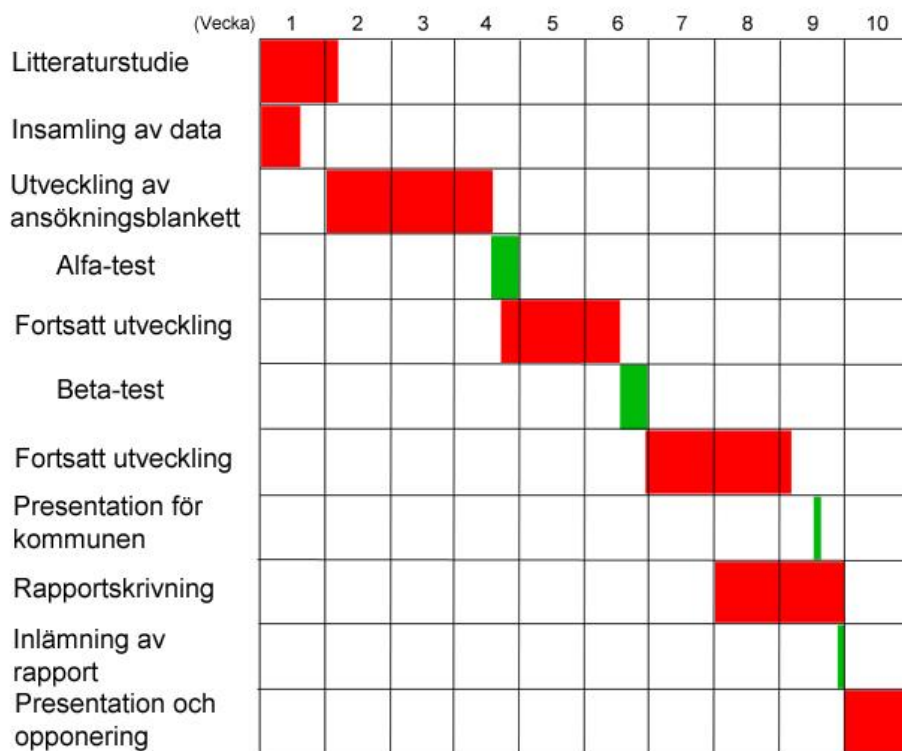 (Vecka) 1 2 3 4 5 6 7 8 9 10
Litteraturstudie
Insamling av data
Utveckling av
ansökningsblankett
Alfa-test
Fortsatt utveckling
Beta-test
Fortsatt utveckling
Presentation för
kommunen
Rapportskrivning
Inlämning av
rapport
Presentation och
opponering